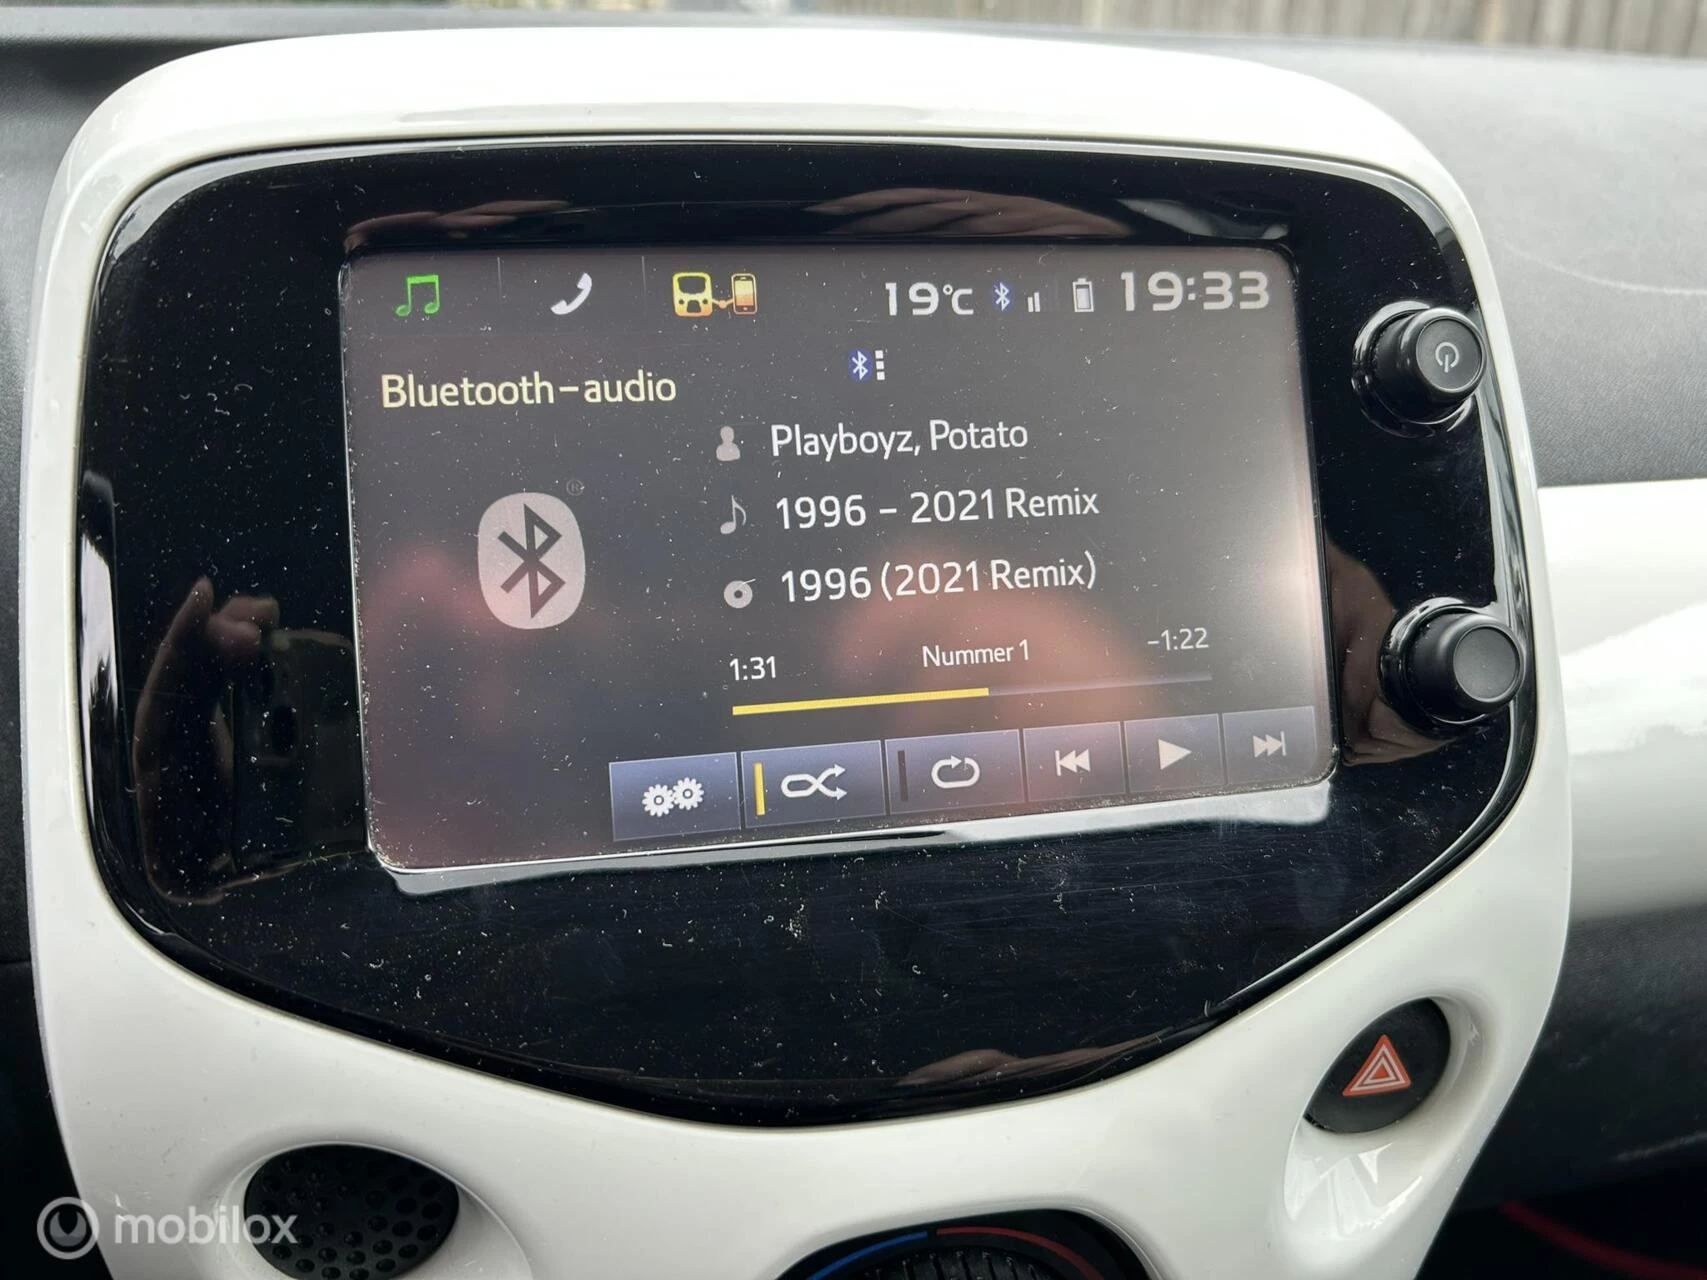 19°C 19:33
Bluetooth-audio
Playboyz, Potato
1996 - 2021 Remix
1996 (2021 Remix)
1:31 Nummer 1 -1:22
®
mobilox